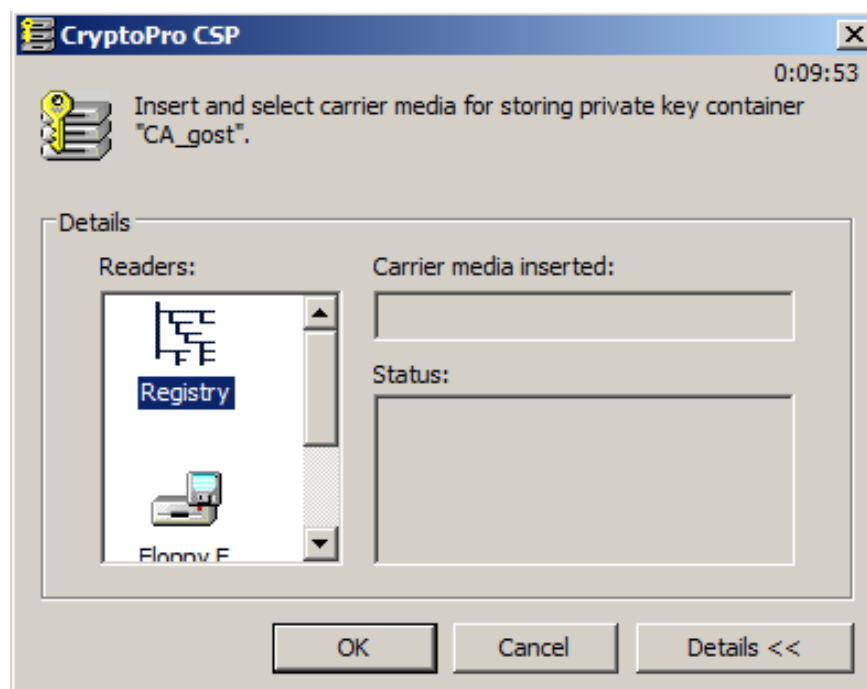 CryptoPro CSP
0:09:53
Insert and select carrier media for storing private key container
"CA_gost".
Details
Readers:
Carrier media inserted:
Registry
Status:
Floppy E
OK
Cancel
Details <<